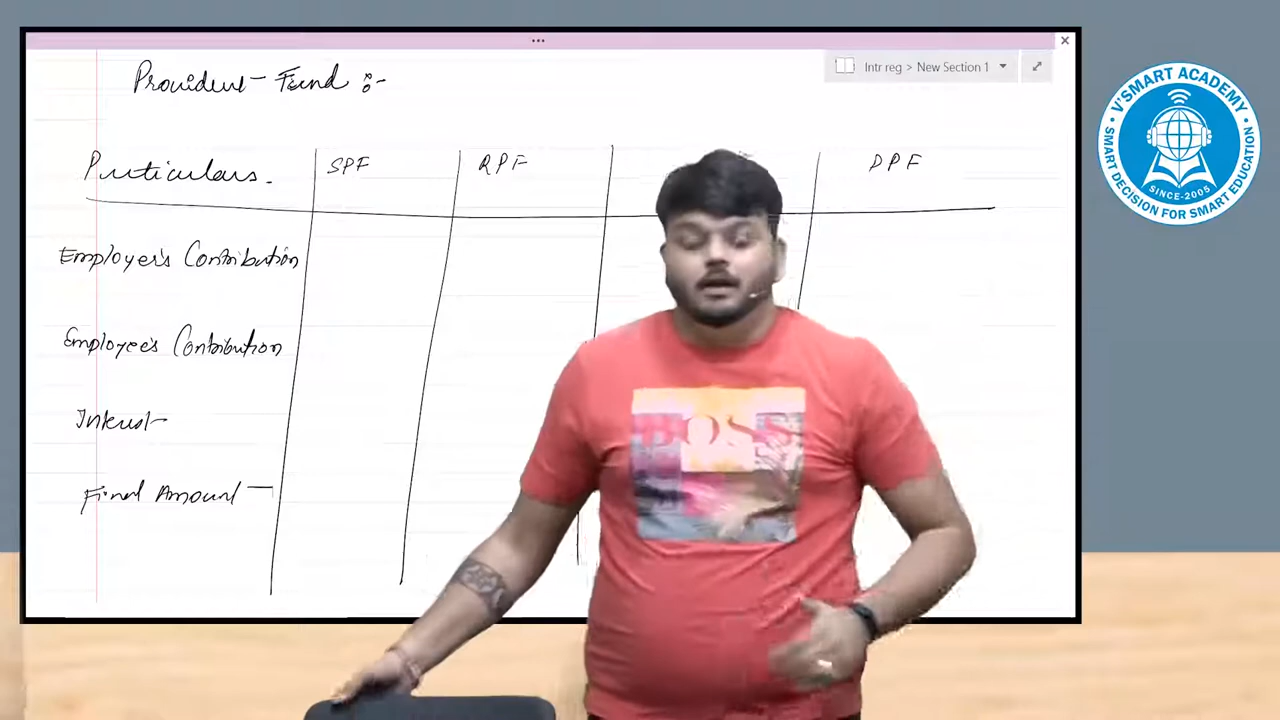 Provident Fund :-
Intr reg > New Section 1
Particulars.
SPF
RPF
DPF
Employer's Contribution
Employee's Contribution
Interest
Final Amount
V'SMART ACADEMY
SINCE-2005
SMART DECISION FOR SMART EDUCATION